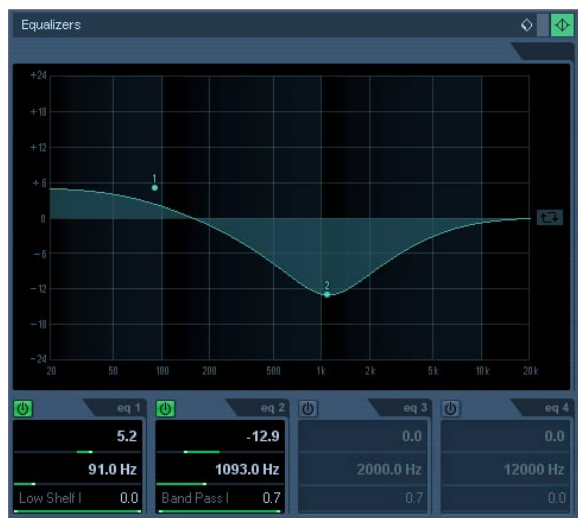 Equalizers
+24
+18
+12
+6
0
-6
-12
-18
-24
1
2
20 50 100 200 500 1k 2k 5k 10k 20k
eq 1 eq 2 eq 3 eq 4
5.2 -12.9 0.0 0.0
91.0 Hz 1093.0 Hz 2000.0 Hz 12000 Hz
Low Shelf I 0.0 Band Pass I 0.7 0.7 0.0